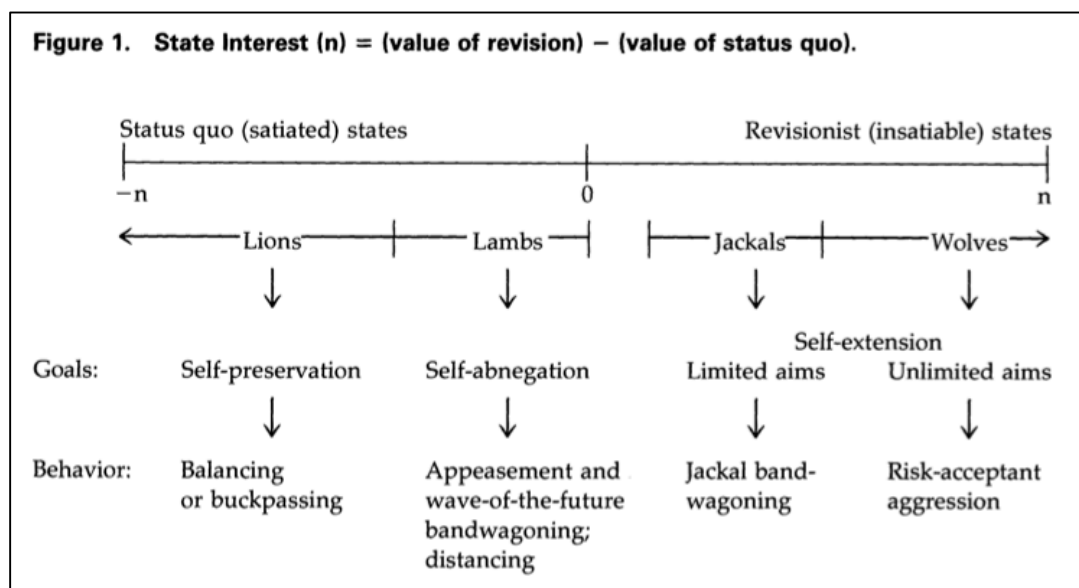 Figure 1. State Interest (n) = (value of revision) − (value of status quo).
Status quo (satiated) states Revisionist (insatiable) states
−n 0 n
Lions Lambs Jackals Wolves
Self-extension
Goals: Self-preservation Self-abnegation Limited aims Unlimited aims
Behavior: Balancing Appeasement and Jackal band- Risk-acceptant
or buckpassing wave-of-the-future wagoning aggression
bandwagoning;
distancing